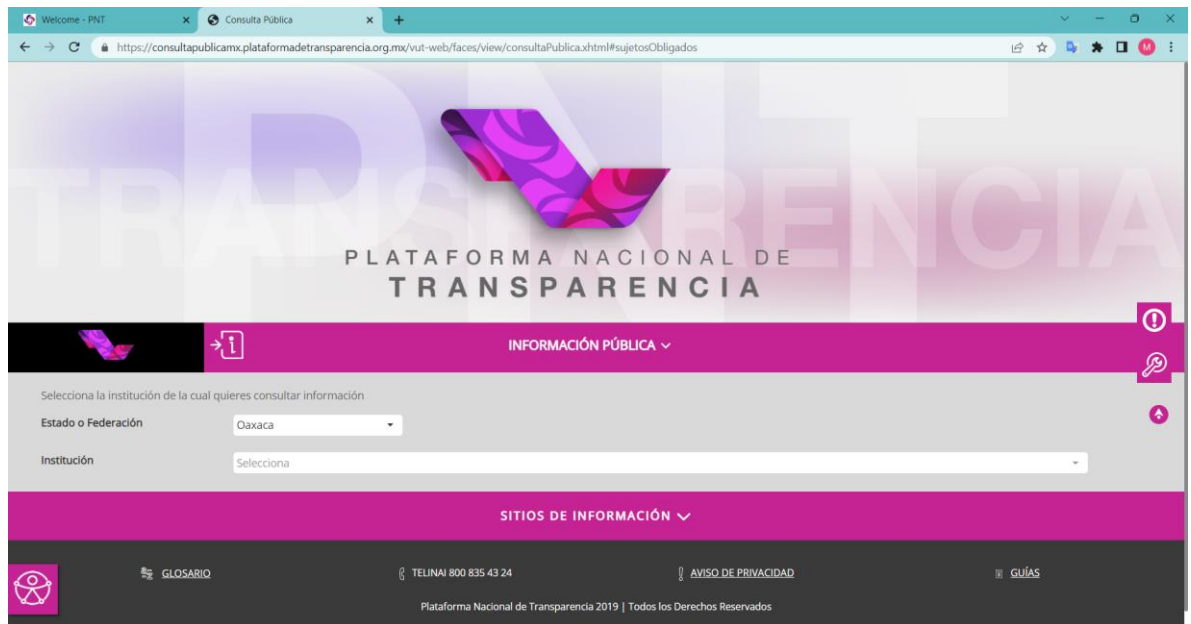 Welcome - PNT
Consulta Pública
https://consultapublicamx.plataformadetransparencia.org.mx/vut-web/faces/view/consultaPublica.xhtml#sujetosObligados
M
PNT
TRANSPARENCIA
PLATAFORMA NACIONAL DE
TRANSPARENCIA
INFORMACIÓN PÚBLICA
Selecciona la institución de la cual quieres consultar información
Estado o Federación
Oaxaca
Institución
Selecciona
SITIOS DE INFORMACIÓN
GLOSARIO
TELINAI 800 835 43 24
AVISO DE PRIVACIDAD
GUÍAS
Plataforma Nacional de Transparencia 2019 | Todos los Derechos Reservados